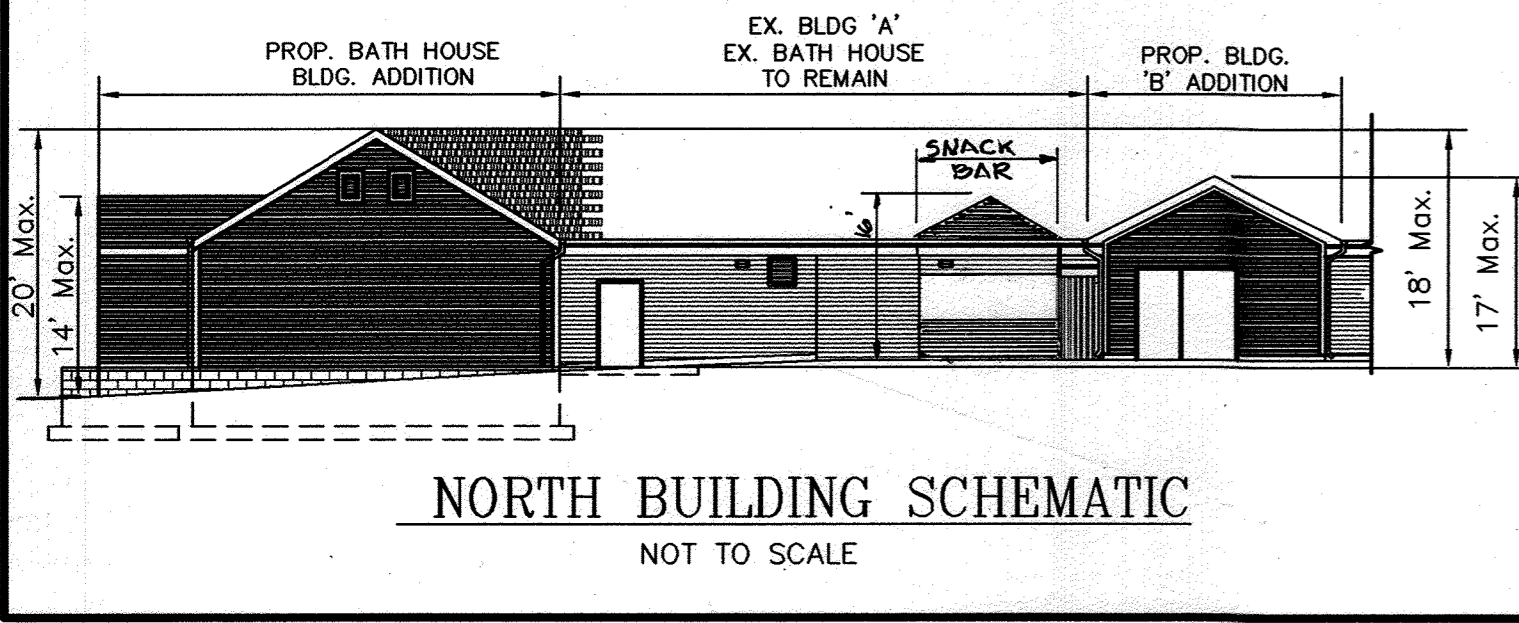 PROP. BATH HOUSE
BLDG. ADDITION
EX. BLDG 'A'
EX. BATH HOUSE
TO REMAIN
PROP. BLDG.
'B' ADDITION
SNACK
BAR
20' Max.
14' Max.
16'
18' Max.
17' Max.
NORTH BUILDING SCHEMATIC
NOT TO SCALE